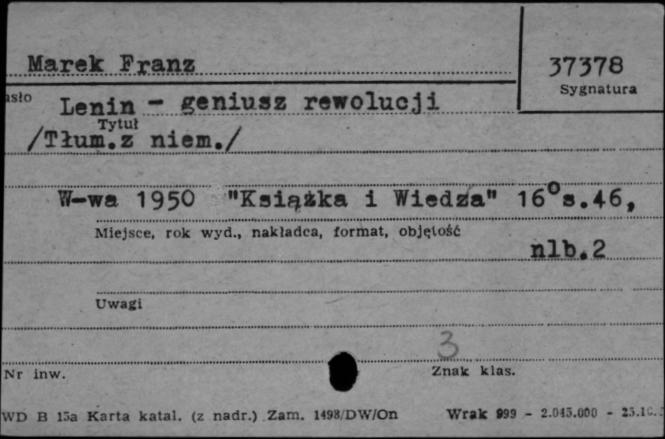 Marek Franz
37378
Sygnatura
Lenin - geniusz rewolucji
Tytuł
/Tłum.z niem./
W-wa 1950 "Książka i Wiedza" 16°s.46,
Miejsce, rok wyd., nakładca, format, objętość
nlb.2
Uwagi
3
Nr inw.
Znak klas.
WD B 15a Karta katal. (z nadr.) Zam. 1498/DW/On
Wrak 999 - 2.045.000 -